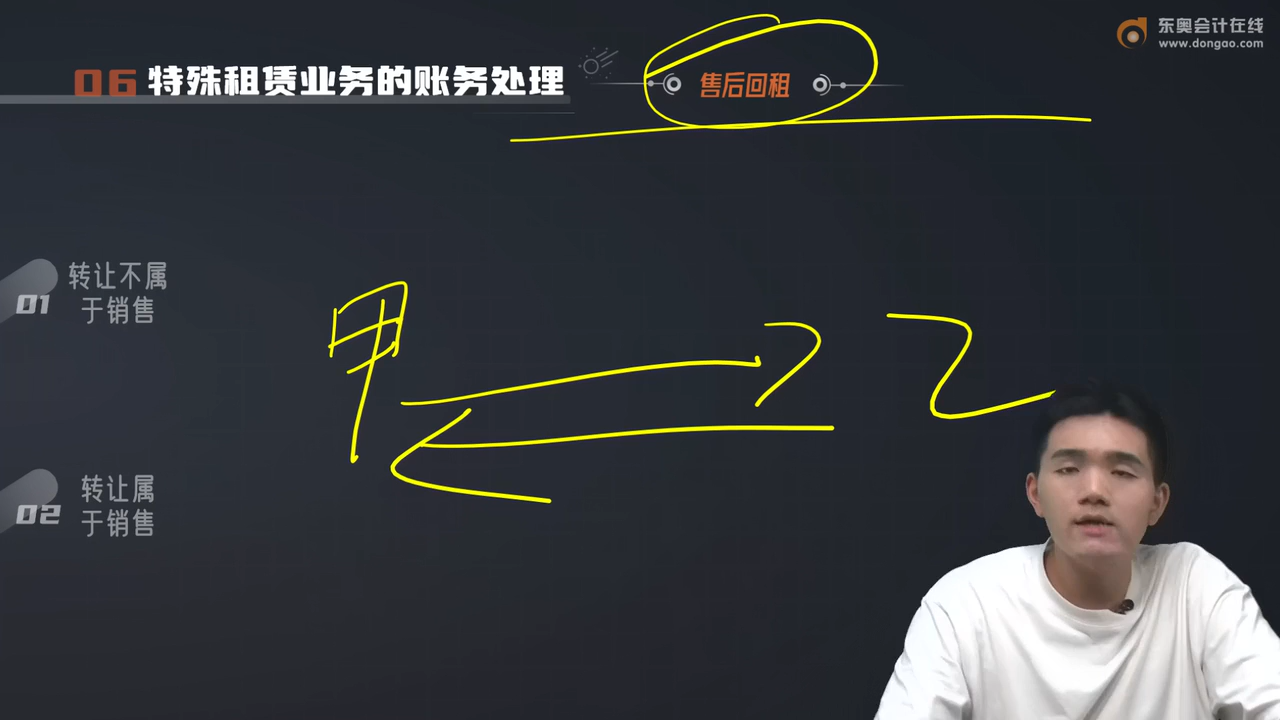 东奥会计在线
www.dongao.com
06 特殊租赁业务的账务处理
售后回租
01 转让不属
于销售
甲
乙
02 转让属
于销售